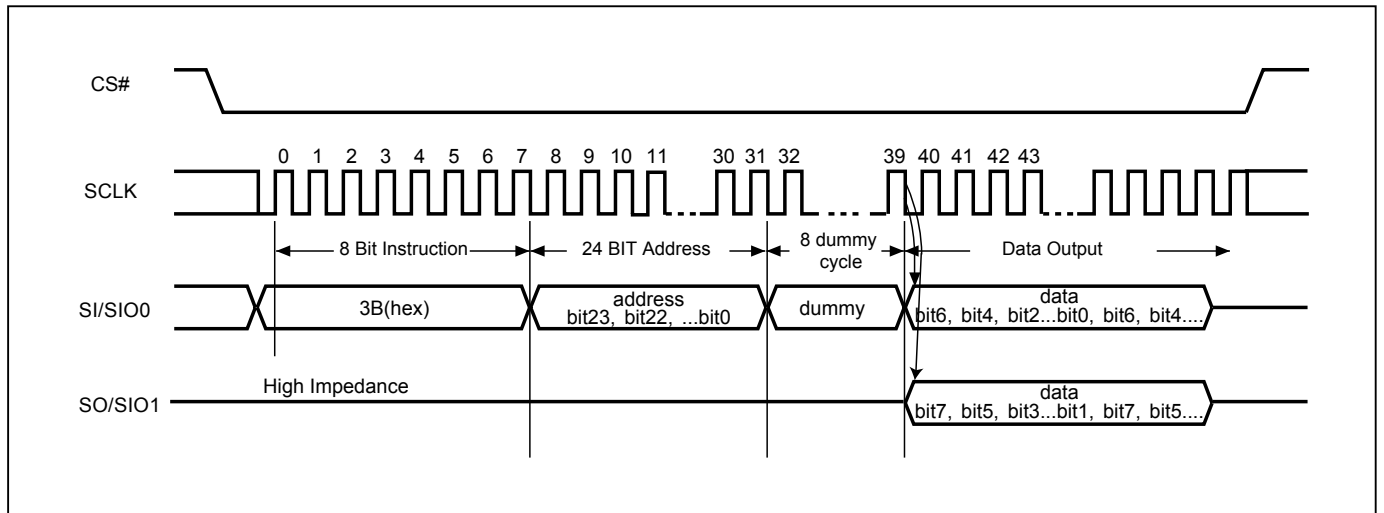 CS#
0 1 2 3 4 5 6 7 8 9 10 11 30 31 32 39 40 41 42 43
SCLK
8 Bit Instruction 24 BIT Address 8 dummy cycle Data Output
SI/SIO0
3B(hex)
address
bit23, bit22, ...bit0
dummy
data
bit6, bit4, bit2...bit0, bit6, bit4....
High Impedance
SO/SIO1
data
bit7, bit5, bit3...bit1, bit7, bit5....